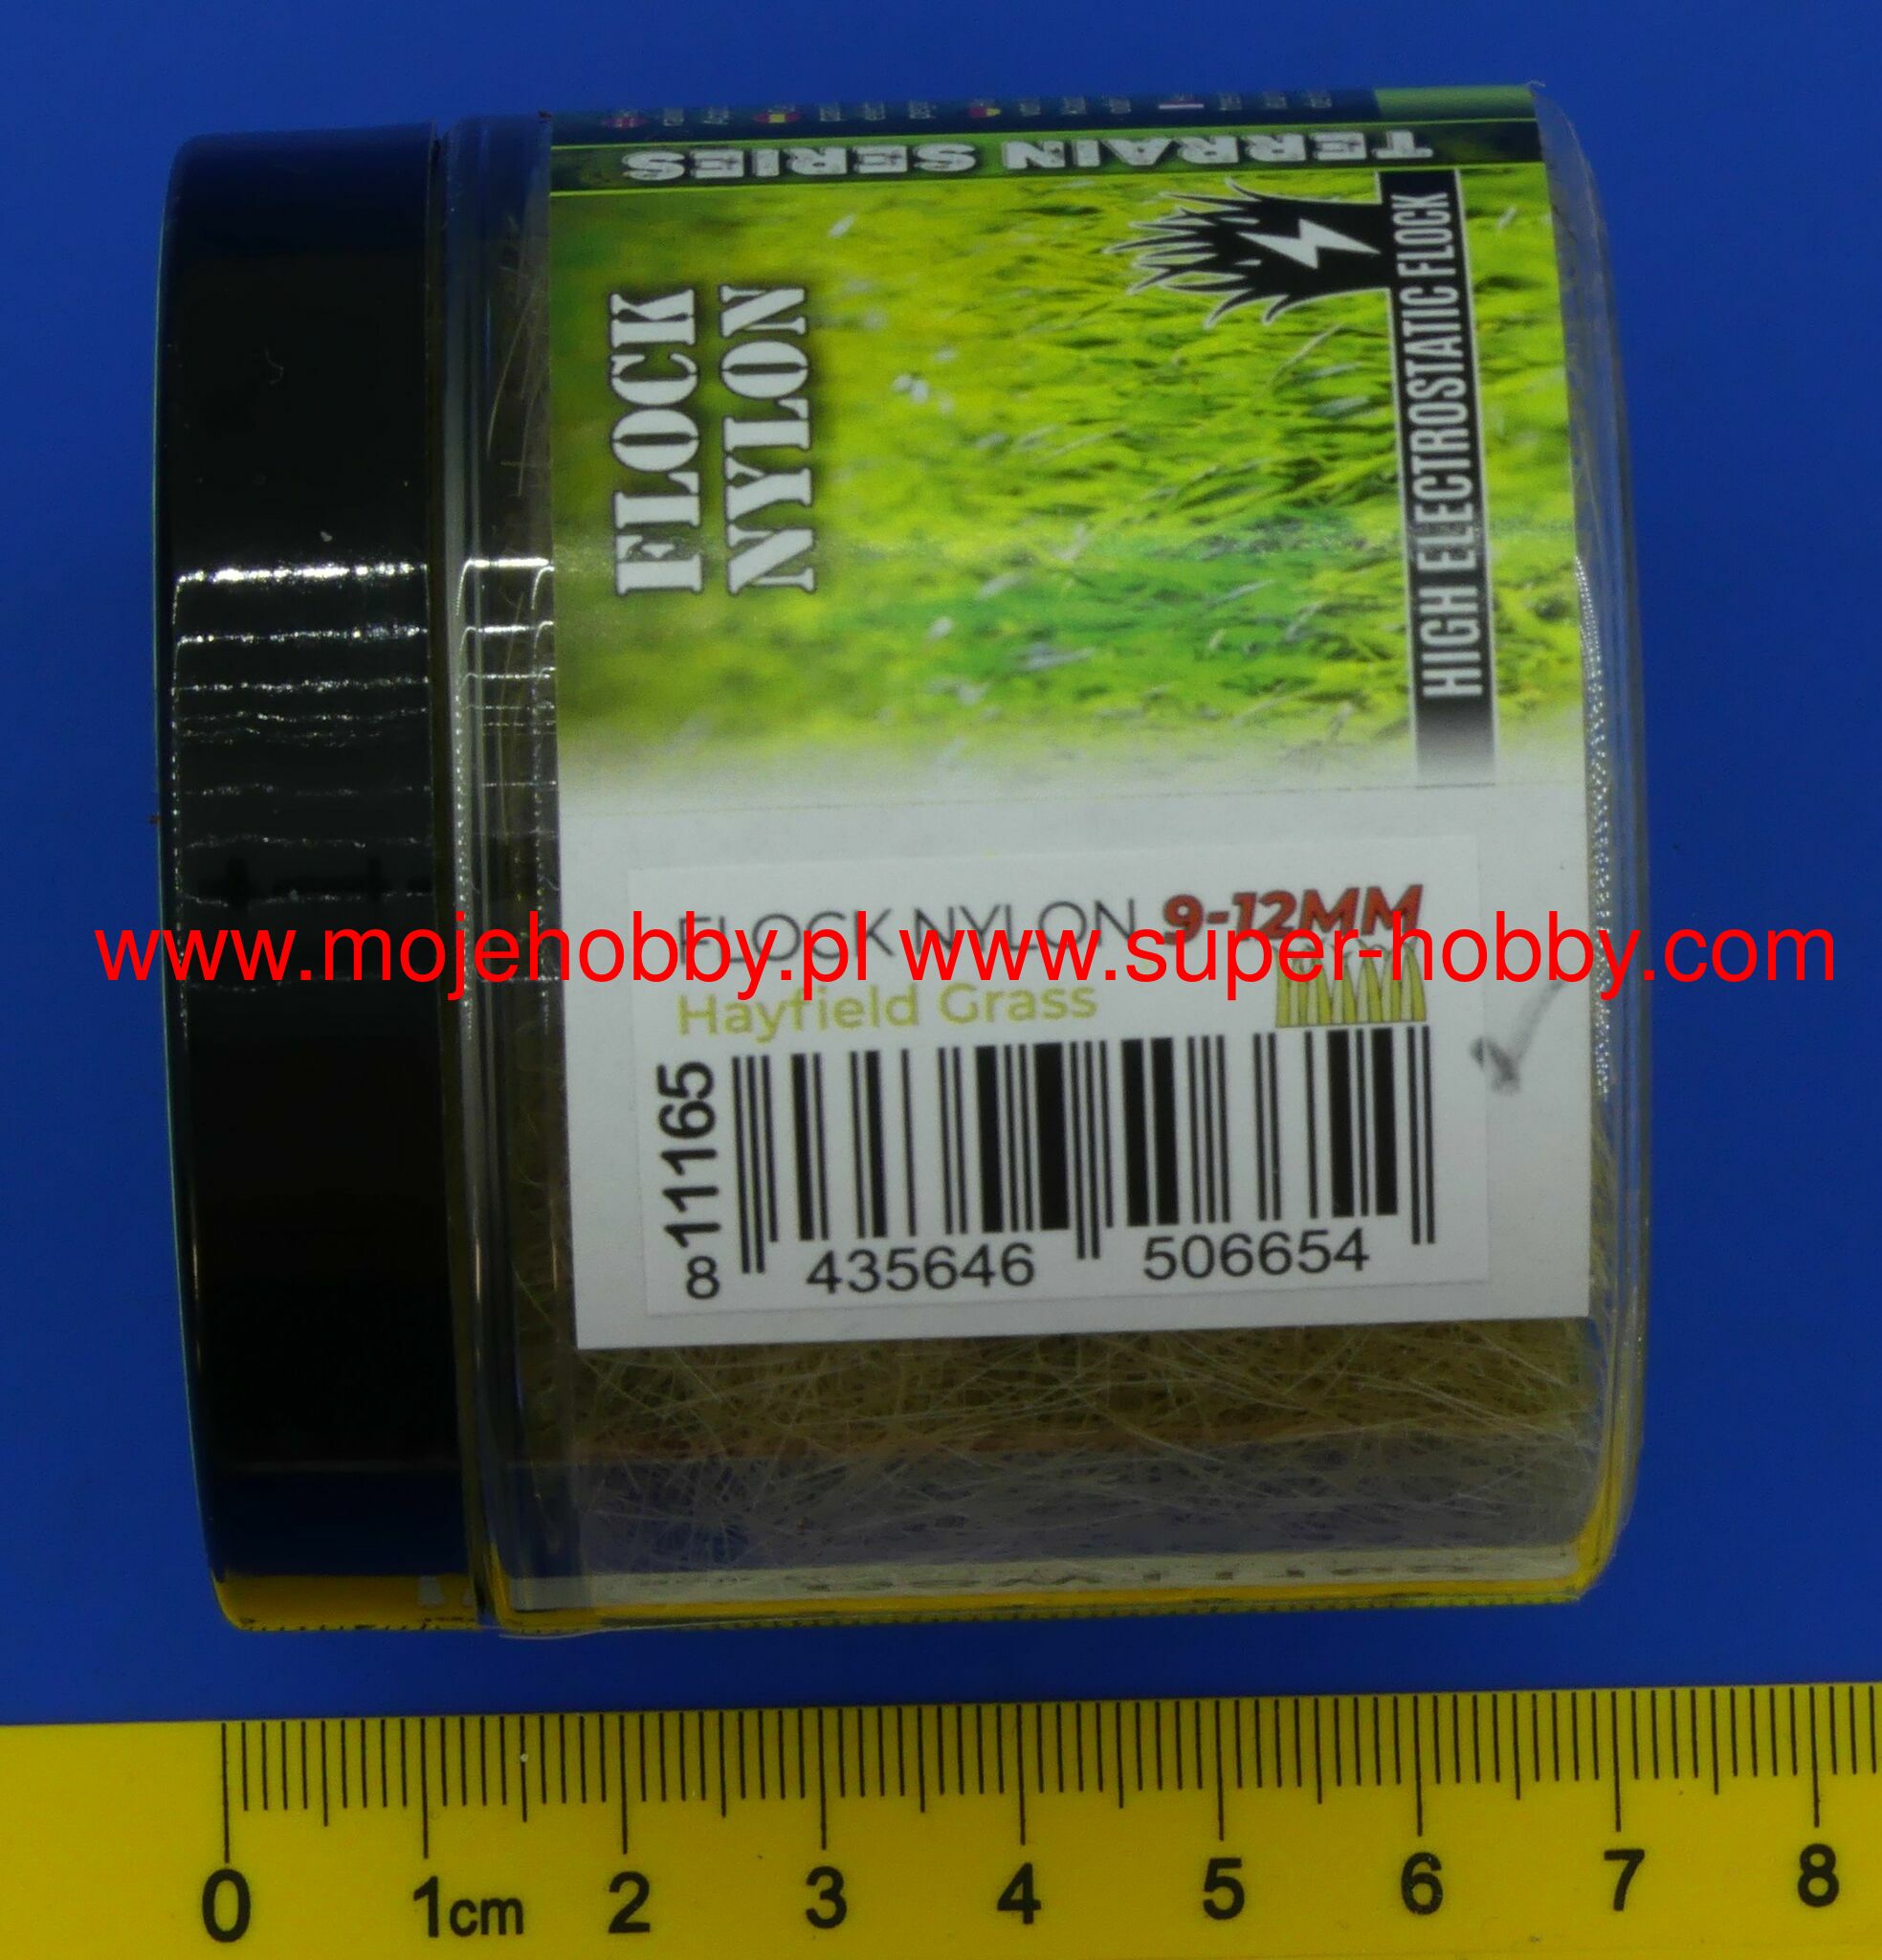 TERRAIN SERIES
FLOCK
NYLON
HIGH ELECTROSTATIC FLOCK
FLOCK NYLON 9-12MM
Hayfield Grass
11165
8 435646 506654
www.mojehobby.pl www.super-hobby.com
0 1cm 2 3 4 5 6 7 8